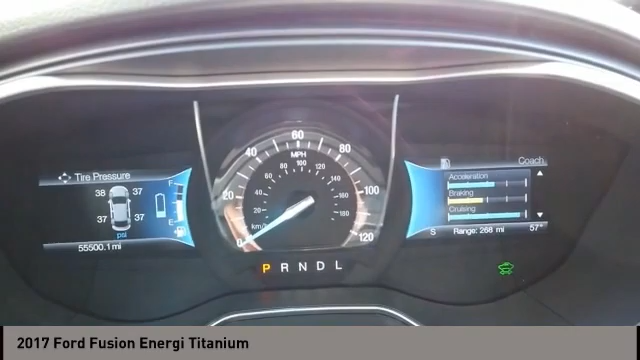 Tire Pressure
38 37
37 37
psi
F
E
55500.1 mi
0 20 40 60 80 100 120
MPH
20 40 60 80 100 120 140 160 180
km/h
P R N D L
Coach
Acceleration
Braking
Cruising
S Range: 268 mi 57°
2017 Ford Fusion Energi Titanium